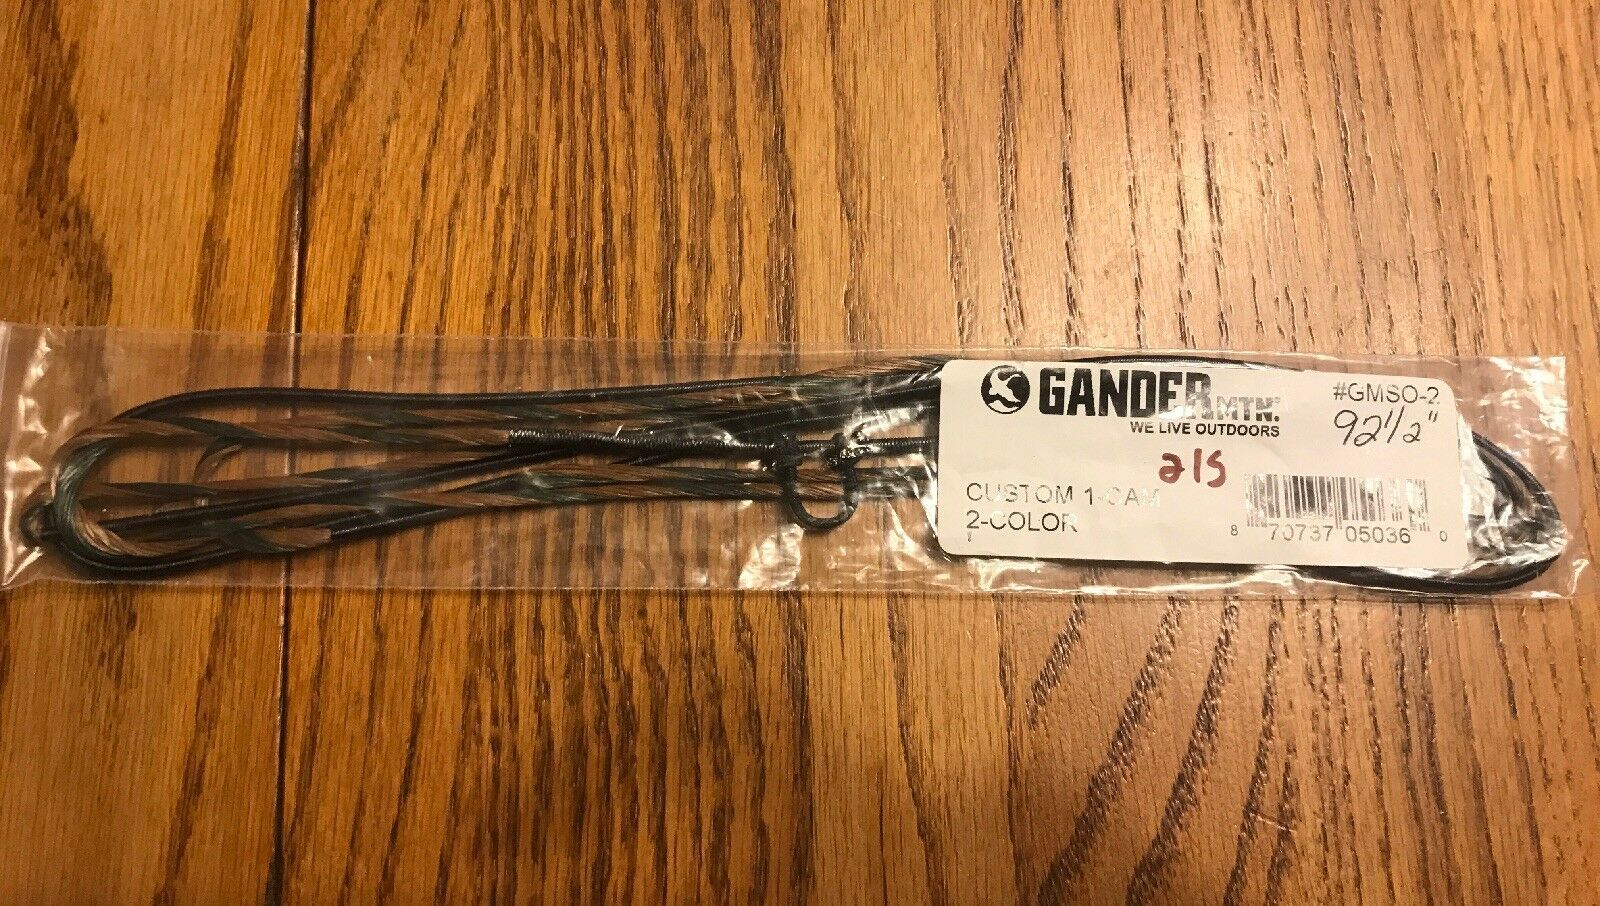 GANDER MTN.
WE LIVE OUTDOORS
#GMSO-2
92 1/2"
215
CUSTOM 1-CAM
2-COLOR
1
8 70737 05036 0